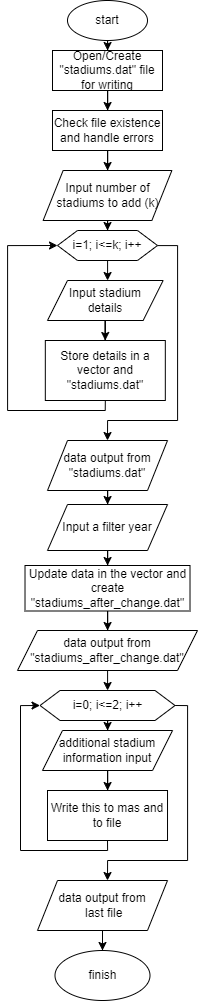 start
Open/Create
"stadiums.dat" file
for writing
Check file existence
and handle errors
Input number of
stadiums to add (k)
i=1; i<=k; i++
Input stadium
details
Store details in a
vector and
"stadiums.dat"
data output from
"stadiums.dat"
Input a filter year
Update data in the vector and
create
"stadiums_after_change.dat"
data output from
"stadiums_after_change.dat"
i=0; i<=2; i++
additional stadium
information input
Write this to mas and
to file
data output from
last file
finish